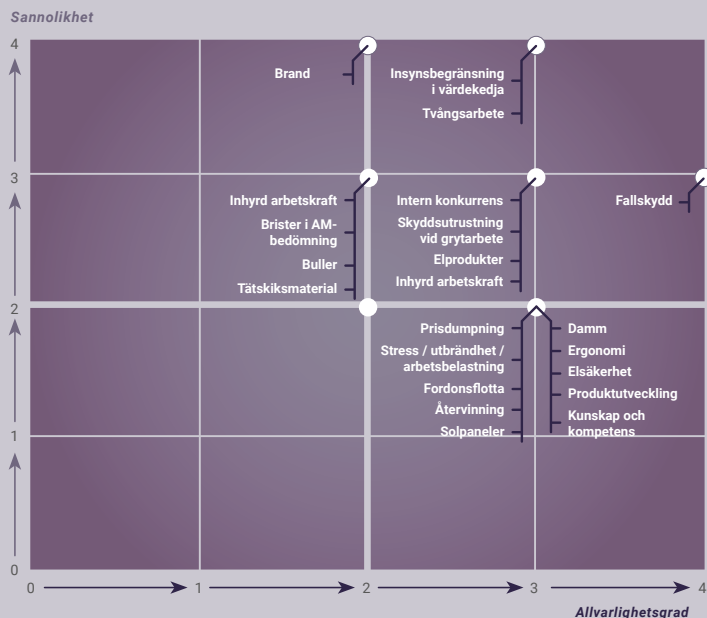 Sannolikhet
4
Brand
Insynsbegränsning
i värdekedja
Tvångsarbete
3
Inhyrd arbetskraft
Brister i AM-
bedömning
Buller
Tätskiksmaterial
Intern konkurrens
Skyddsutrustning
vid grytarbete
Elprodukter
Inhyrd arbetskraft
Fallskydd
2
Prisdumpning
Stress / utbrändhet /
arbetsbelastning
Fordonsflotta
Återvinning
Solpaneler
Damm
Ergonomi
Elsäkerhet
Produktutveckling
Kunskap och
kompetens
1
0
0 1 2 3 4
Allvarlighetsgrad